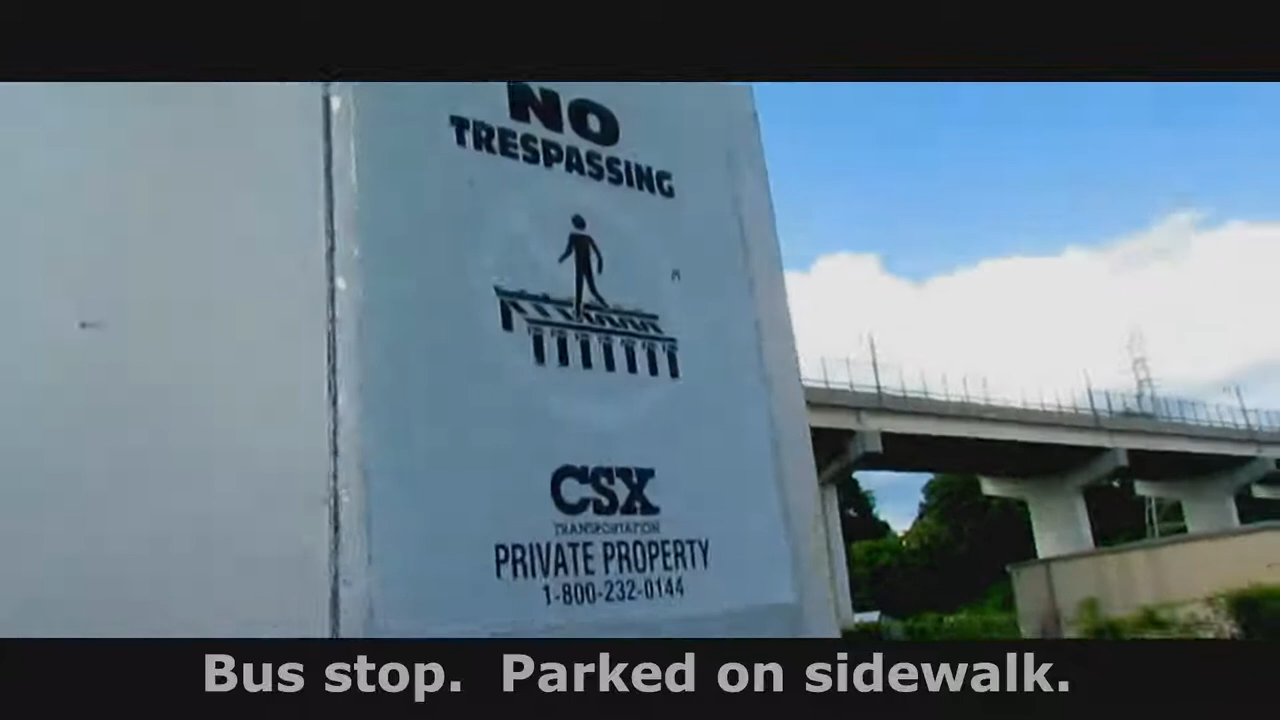 NO
TRESPASSING
CSX
TRANSPORTATION
PRIVATE PROPERTY
1-800-232-0144
Bus stop.  Parked on sidewalk.